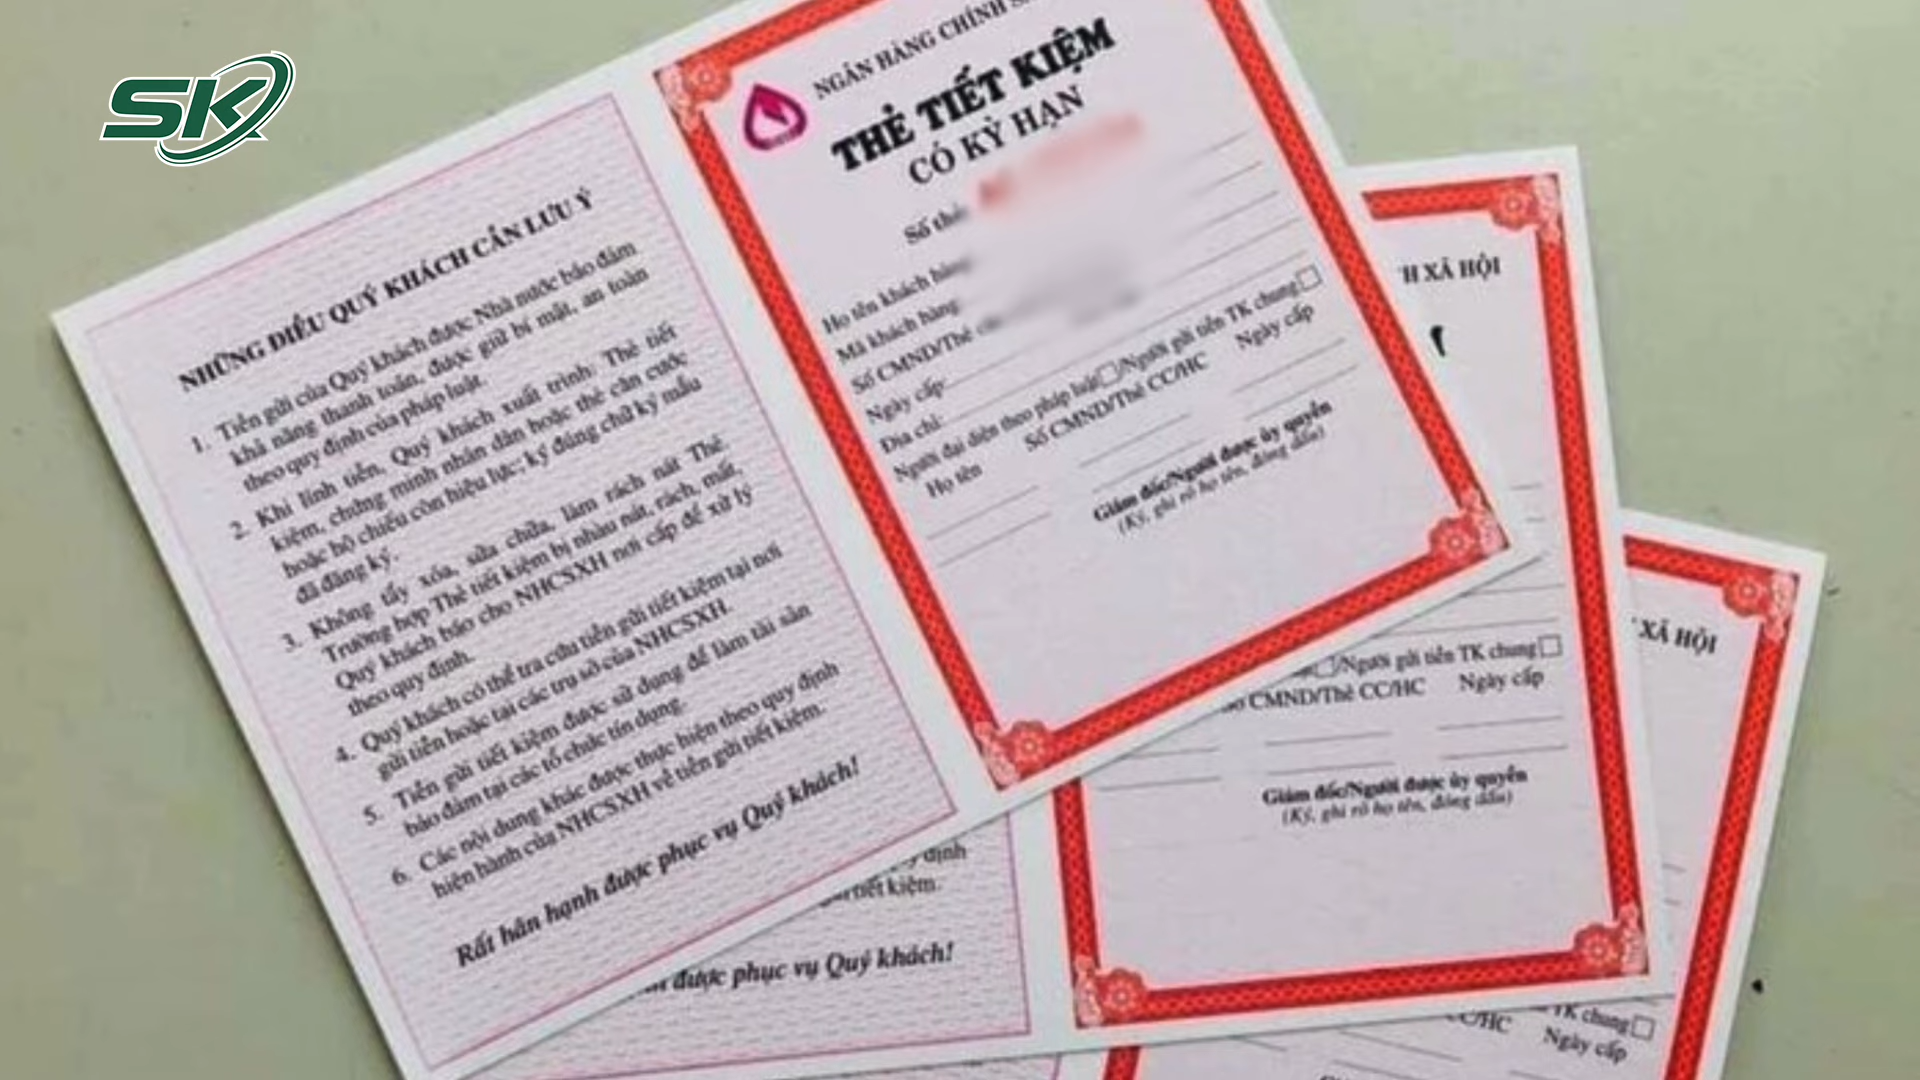 SK
NHỮNG ĐIỀU QUÝ KHÁCH CẦN LƯU Ý
1. Tiền gửi của Quý khách được Nhà nước bảo đảm
khả năng thanh toán, được giữ bí mật, an toàn
theo quy định của pháp luật.
2. Khi lĩnh tiền, Quý khách xuất trình: Thẻ tiết
kiệm, chứng minh nhân dân hoặc thẻ căn cước
hoặc hộ chiếu còn hiệu lực; ký đúng chữ ký mẫu
đã đăng ký.
3. Không tẩy xóa, sửa chữa, làm rách nát Thẻ.
Trường hợp Thẻ tiết kiệm bị nhàu nát, rách, mất,
Quý khách báo cho NHCSXH nơi cấp để xử lý
theo quy định.
4. Quý khách có thể tra cứu tiền gửi tiết kiệm tại nơi
gửi tiền hoặc tại các trụ sở của NHCSXH.
5. Tiền gửi tiết kiệm được sử dụng để làm tài sản
bảo đảm tại các tổ chức tín dụng.
6. Các nội dung khác được thực hiện theo quy định
hiện hành của NHCSXH về tiền gửi tiết kiệm.
Rất hân hạnh được phục vụ Quý khách!
NGÂN HÀNG CHÍNH
THẺ TIẾT KIỆM
CÓ KỲ HẠN
Số thẻ:
Họ tên khách hàng:
Mã khách hàng:
Số CMND/Thẻ
Ngày cấp:
Địa chỉ:
Người đại diện theo pháp luật /Người gửi tiền TK chung
Họ tên Số CMND/Thẻ CC/HC Ngày cấp
Giám đốc/Người được ủy quyền
(Ký, ghi rõ họ tên, đóng dấu)
XÃ HỘI
/Người gửi tiền TK chung
CMND/Thẻ CC/HC Ngày cấp
Giám đốc/Người được ủy quyền
(Ký, ghi rõ họ tên, đóng dấu)
định
tiết kiệm.
được phục vụ Quý khách!
XÃ HỘI
TK chung
CC/HC Ngày cấp